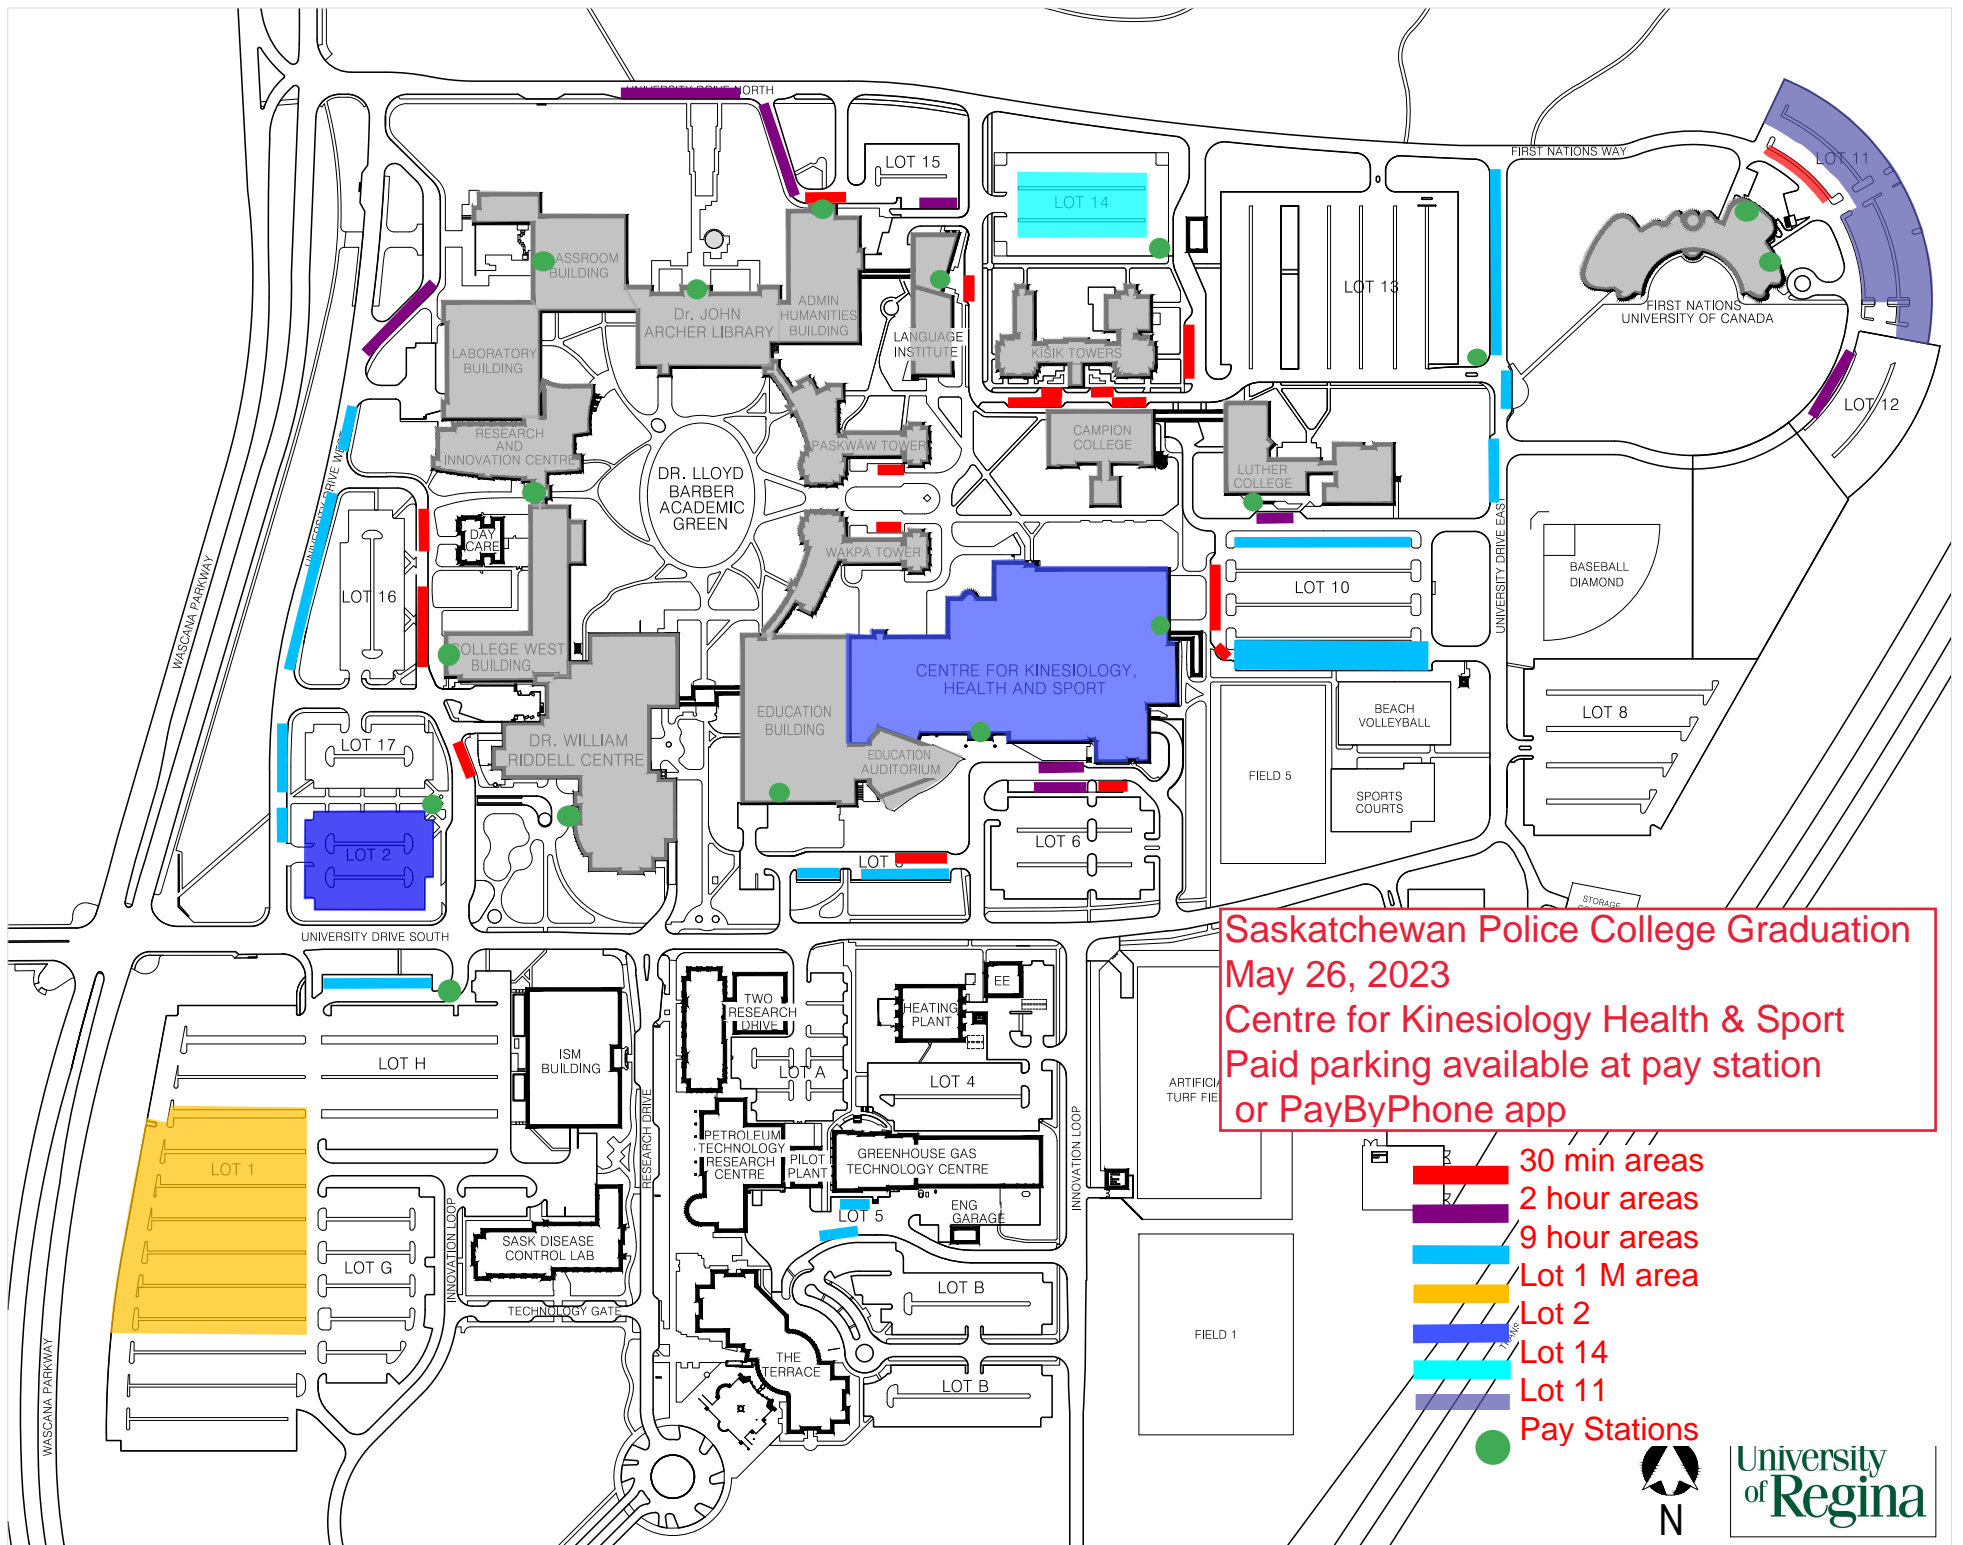 UNIVERSITY DRIVE NORTH
LOT 15
FIRST NATIONS WAY
LOT 11
LOT 14
BUILDING
LOT 13
FIRST NATIONS
UNIVERSITY OF CANADA
Dr. JOHN
ARCHER LIBRARY
ADMIN
HUMANITIES
BUILDING
LANGUAGE
INSTITUTE
KISIK TOWERS
LABORATORY
BUILDING
LOT 12
RESEARCH
AND
INNOVATION CENTRE
PASKWĀW TOWER
CAMPION
COLLEGE
LUTHER
COLLEGE
DR. LLOYD
BARBER
ACADEMIC
GREEN
UNIVERSITY DRIVE WEST
UNIVERSITY DRIVE EAST
DAY
CARE
WAKPĀ TOWER
BASEBALL
DIAMOND
LOT 16
LOT 10
WASCANA PARKWAY
COLLEGE WEST
BUILDING
CENTRE FOR KINESIOLOGY,
HEALTH AND SPORT
BEACH
VOLLEYBALL
LOT 8
EDUCATION
BUILDING
LOT 17
DR. WILLIAM
RIDDELL CENTRE
EDUCATION
AUDITORIUM
FIELD 5
SPORTS
COURTS
LOT 2
LOT 6
LOT
STORAGE
UNIVERSITY DRIVE SOUTH
Saskatchewan Police College Graduation
May 26, 2023
Centre for Kinesiology Health & Sport
Paid parking available at pay station
or PayByPhone app
TWO
RESEARCH
DRIVE
HEATING
PLANT
EE
ISM
BUILDING
LOT H
LOT A
LOT 4
ARTIFICIA
TURF FIE
RESEARCH DRIVE
INNOVATION LOOP
PETROLEUM
TECHNOLOGY
RESEARCH
CENTRE
PILOT
PLANT
GREENHOUSE GAS
TECHNOLOGY CENTRE
LOT 1
LOT 5
ENG
GARAGE
INNOVATION LOOP
SASK DISEASE
CONTROL LAB
LOT G
TECHNOLOGY GATE
LOT B
THE
TERRACE
LOT B
FIELD 1
WASCANA PARKWAY
30 min areas
2 hour areas
9 hour areas
Lot 1 M area
Lot 2
Lot 14
Lot 11
Pay Stations
N
University
of Regina